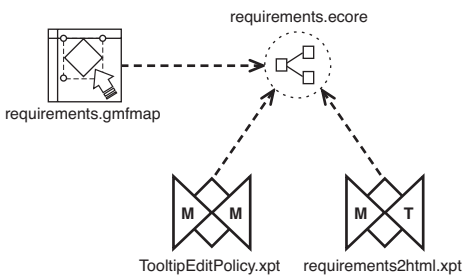 requirements.ecore
requirements.gmfmap
M M
M T
TooltipEditPolicy.xpt
requirements2html.xpt